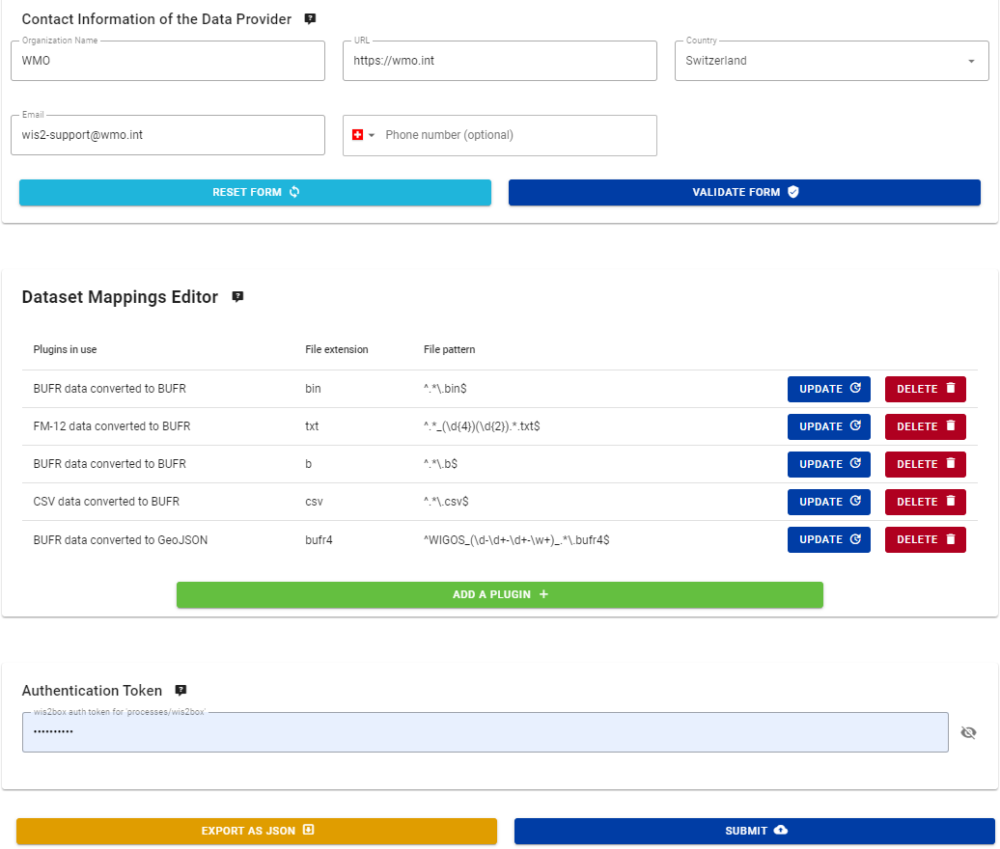 Contact Information of the Data Provider
Organization Name
WMO
URL
https://wmo.int
Country
Switzerland
Email
wis2-support@wmo.int
Phone number (optional)
RESET FORM
VALIDATE FORM
Dataset Mappings Editor
Plugins in use File extension File pattern
BUFR data converted to BUFR bin ^.*\.bin$ UPDATE DELETE
FM-12 data converted to BUFR txt ^.*_(\d{4})(\d{2}).*.txt$ UPDATE DELETE
BUFR data converted to BUFR b ^.*\.b$ UPDATE DELETE
CSV data converted to BUFR csv ^.*\.csv$ UPDATE DELETE
BUFR data converted to GeoJSON bufr4 ^WIGOS_(\d-\d+-\d+-\w+)_.*\.bufr4$ UPDATE DELETE
ADD A PLUGIN
Authentication Token
wis2box auth token for 'processes/wis2box'
••••••••••
EXPORT AS JSON
SUBMIT